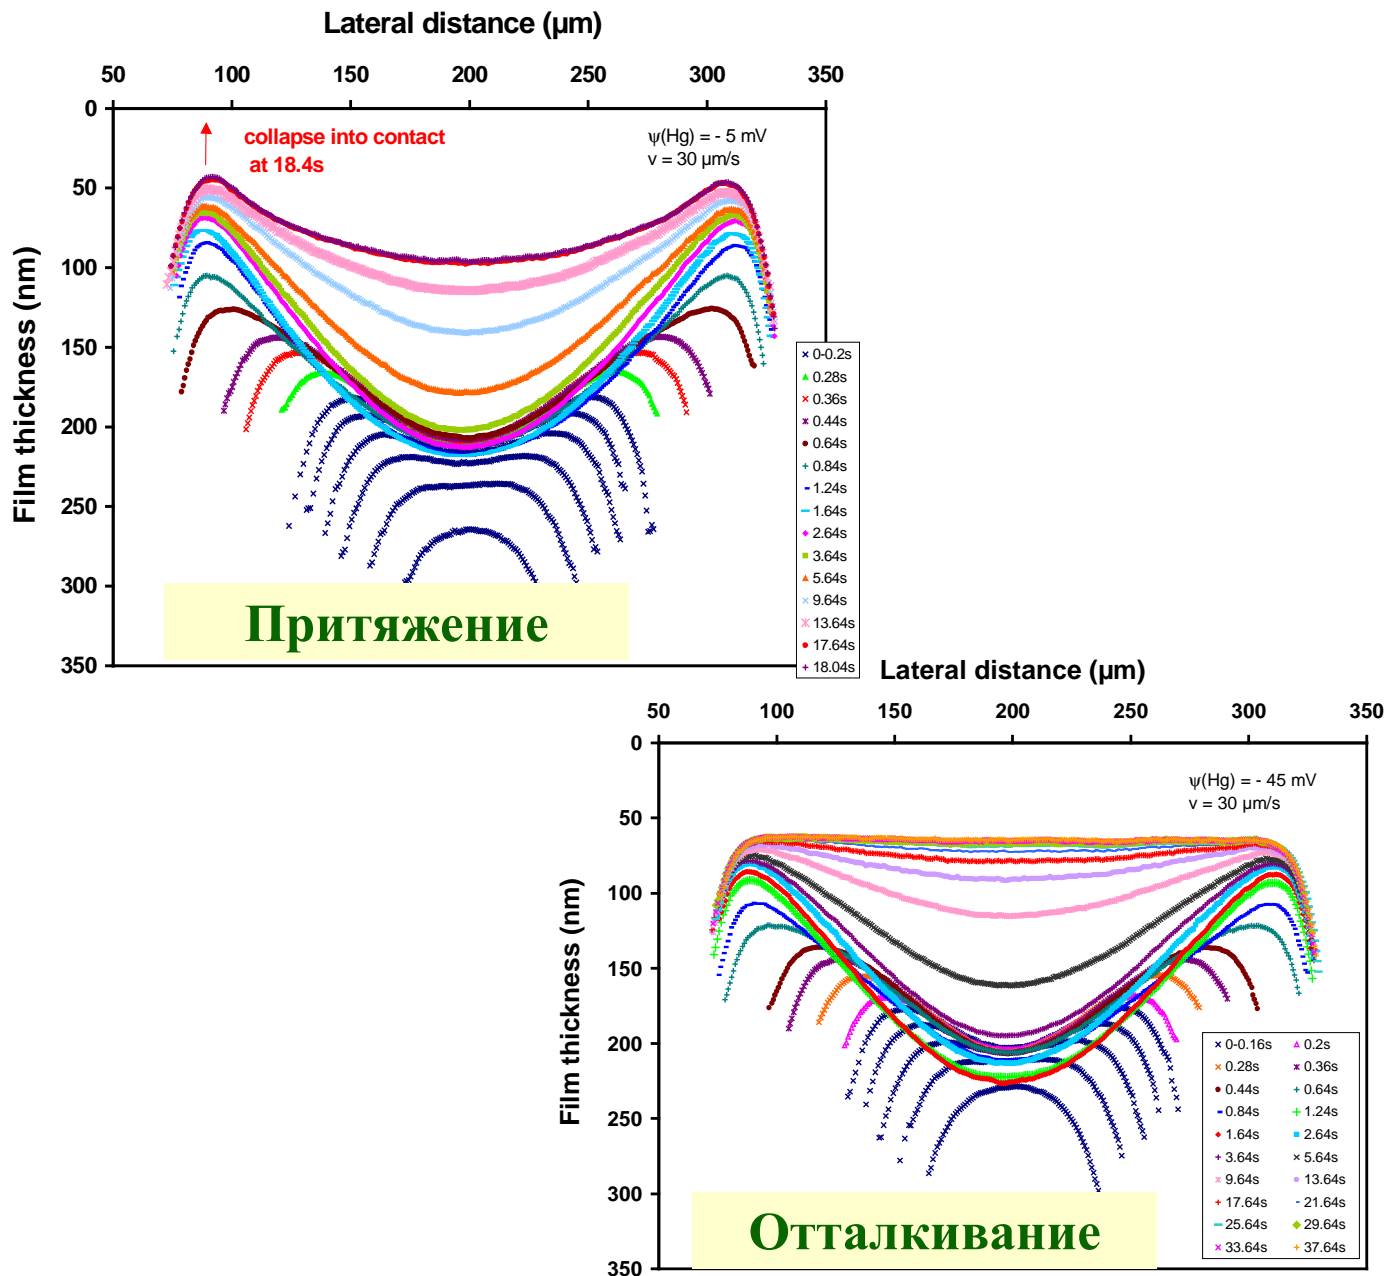 Lateral distance (µm)
50 100 150 200 250 300 350
0
50
100
150
200
250
300
350
Film thickness (nm)
collapse into contact
at 18.4s
ψ(Hg) = - 5 mV
v = 30 µm/s
0-0.2s
0.28s
0.36s
0.44s
0.64s
0.84s
1.24s
1.64s
2.64s
3.64s
5.64s
9.64s
13.64s
17.64s
18.04s
Притяжение
Lateral distance (µm)
50 100 150 200 250 300 350
0
50
100
150
200
250
300
350
Film thickness (nm)
ψ(Hg) = - 45 mV
v = 30 µm/s
0-0.16s 0.2s
0.28s 0.36s
0.44s 0.64s
0.84s 1.24s
1.64s 2.64s
3.64s 5.64s
9.64s 13.64s
17.64s 21.64s
25.64s 29.64s
33.64s 37.64s
Отталкивание